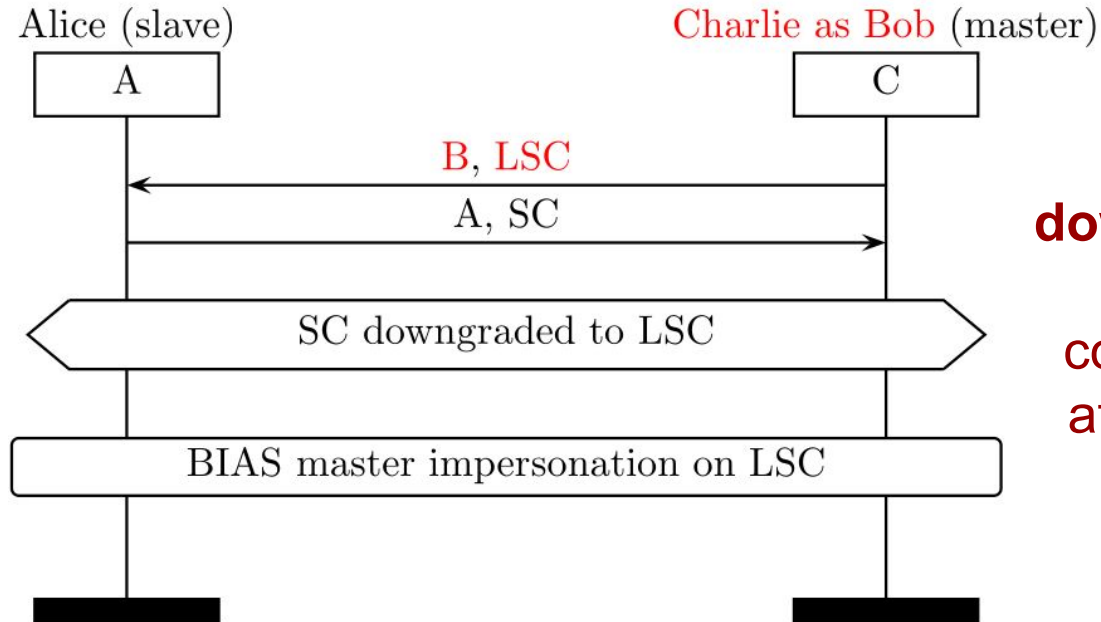 Alice (slave)
Charlie as Bob (master)
A
C
B, LSC
A, SC
SC downgraded to LSC
BIAS master impersonation on LSC